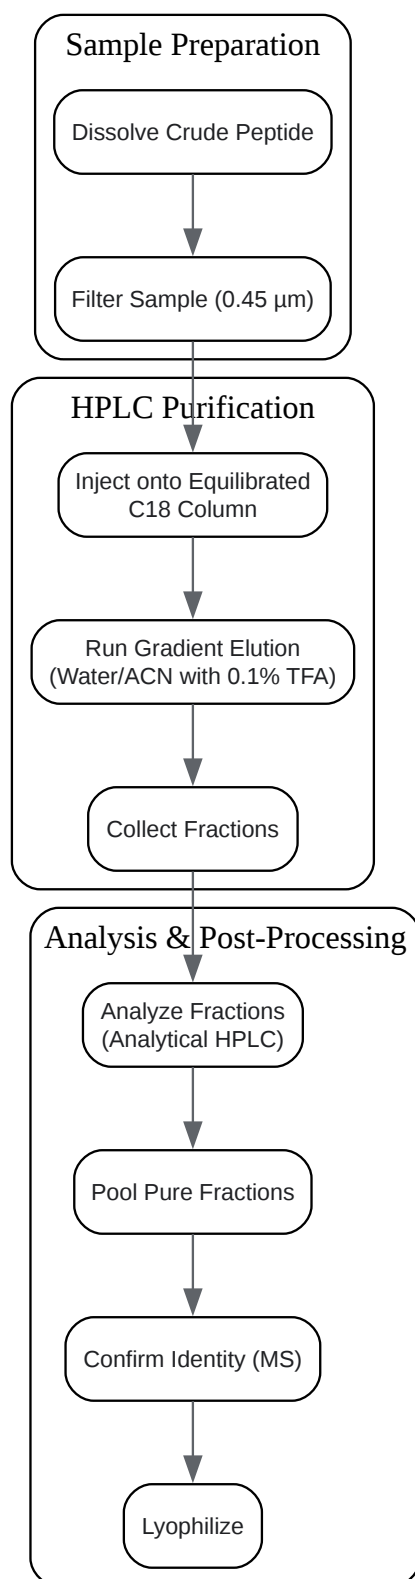 Sample Preparation
Dissolve Crude Peptide
Filter Sample (0.45 µm)
HPLC Purification
Inject onto Equilibrated
C18 Column
Run Gradient Elution
(Water/ACN with 0.1% TFA)
Collect Fractions
Analysis & Post-Processing
Analyze Fractions
(Analytical HPLC)
Pool Pure Fractions
Confirm Identity (MS)
Lyophilize